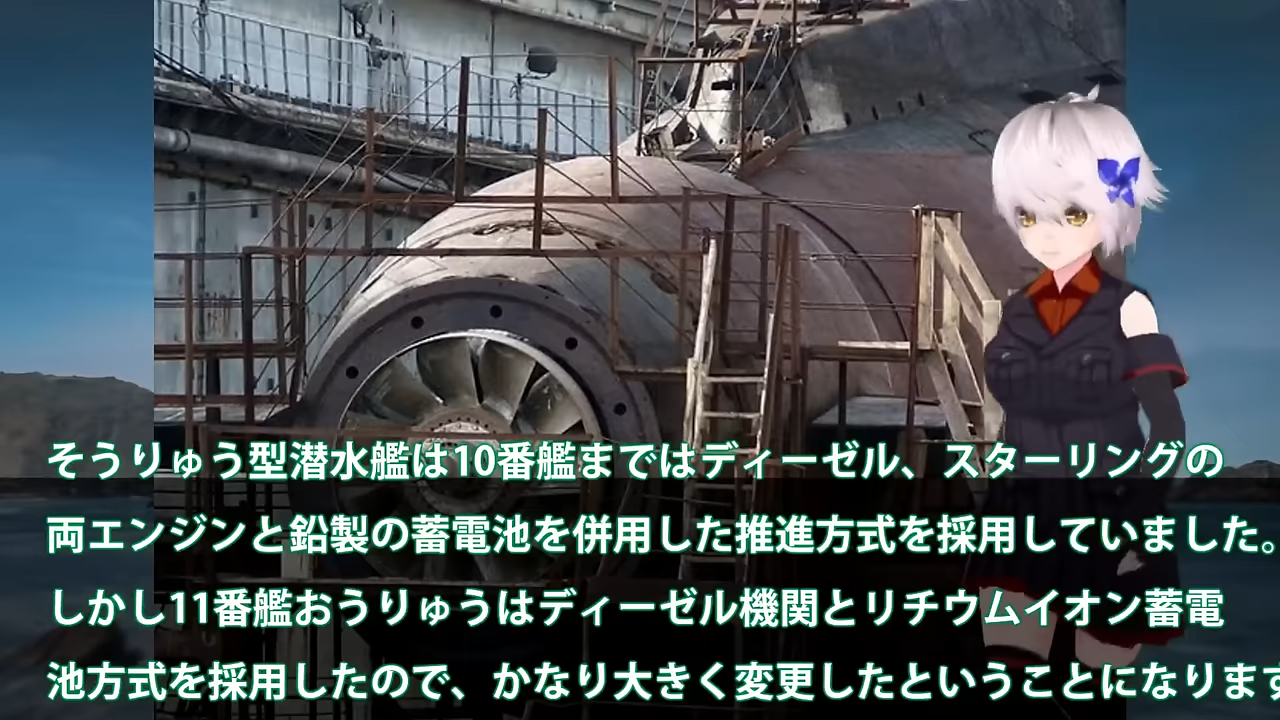 そうりゅう型潜水艦は10番艦まではディーゼル、スターリングの
両エンジンと鉛製の蓄電池を併用した推進方式を採用していました。
しかし11番艦おうりゅうはディーゼル機関とリチウムイオン蓄電
池方式を採用したので、かなり大きく変更したということになります